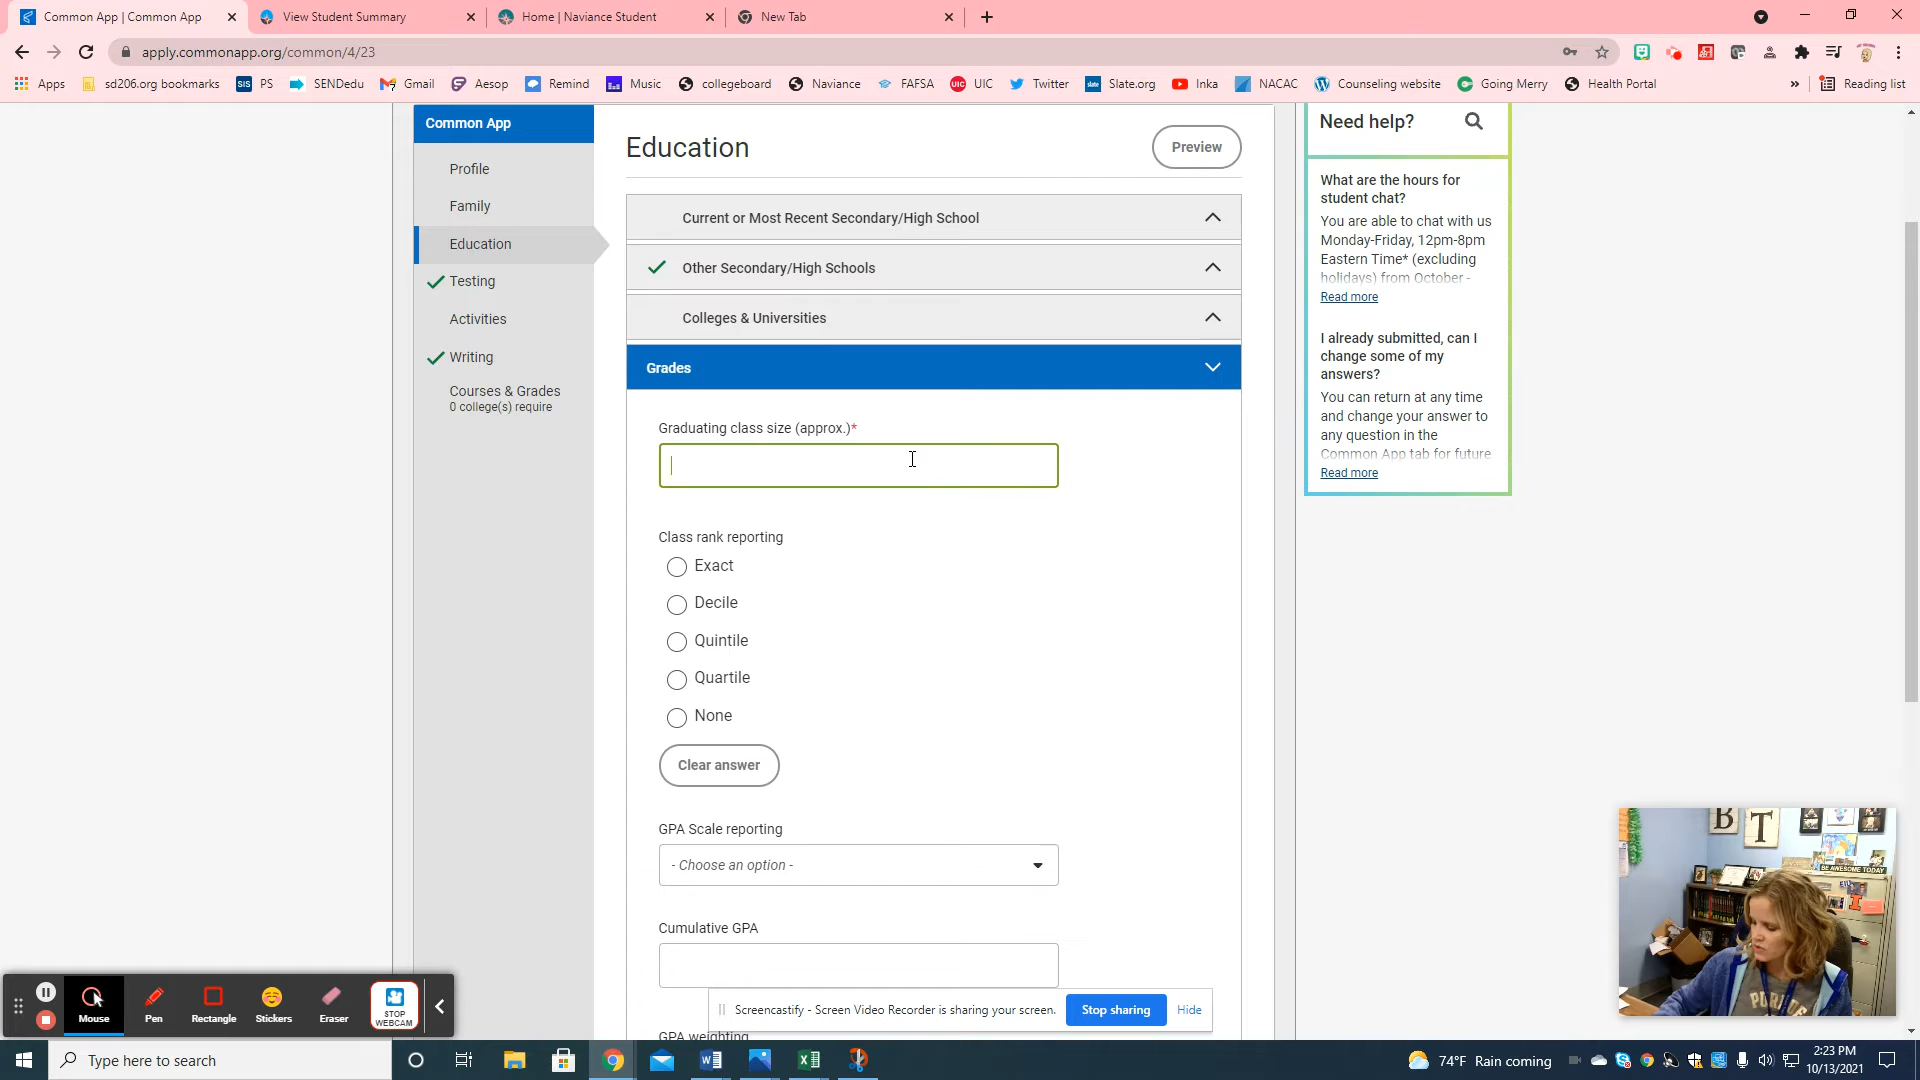 Common App | Common App
View Student Summary
Home | Naviance Student
New Tab
apply.commonapp.org/common/4/23
Apps
sd206.org bookmarks
SIS PS
SENDedu
Gmail
Aesop
Remind
Music
collegeboard
Naviance
FAFSA
UIC UIC
Twitter
slate Slate.org
Inka
NACAC
Counseling website
Going Merry
Health Portal
Reading list
Common App
Profile
Family
Education
Testing
Activities
Writing
Courses & Grades
0 college(s) require
Education
Preview
Current or Most Recent Secondary/High School
Other Secondary/High Schools
Colleges & Universities
Grades
Graduating class size (approx.)*
Class rank reporting
Exact
Decile
Quintile
Quartile
None
Clear answer
GPA Scale reporting
- Choose an option -
Cumulative GPA
GPA weighting
Need help?
What are the hours for
student chat?
You are able to chat with us
Monday-Friday, 12pm-8pm
Eastern Time* (excluding
holidays) from October -
Read more
I already submitted, can I
change some of my
answers?
You can return at any time
and change your answer to
any question in the
Common App tab for future
Read more
B T
BE AWESOME TODAY
I
Mouse
Pen
Rectangle
Stickers
Eraser
STOP
WEBCAM
Screencastify - Screen Video Recorder is sharing your screen.
Stop sharing
Hide
Type here to search
74°F Rain coming
2:23 PM
10/13/2021